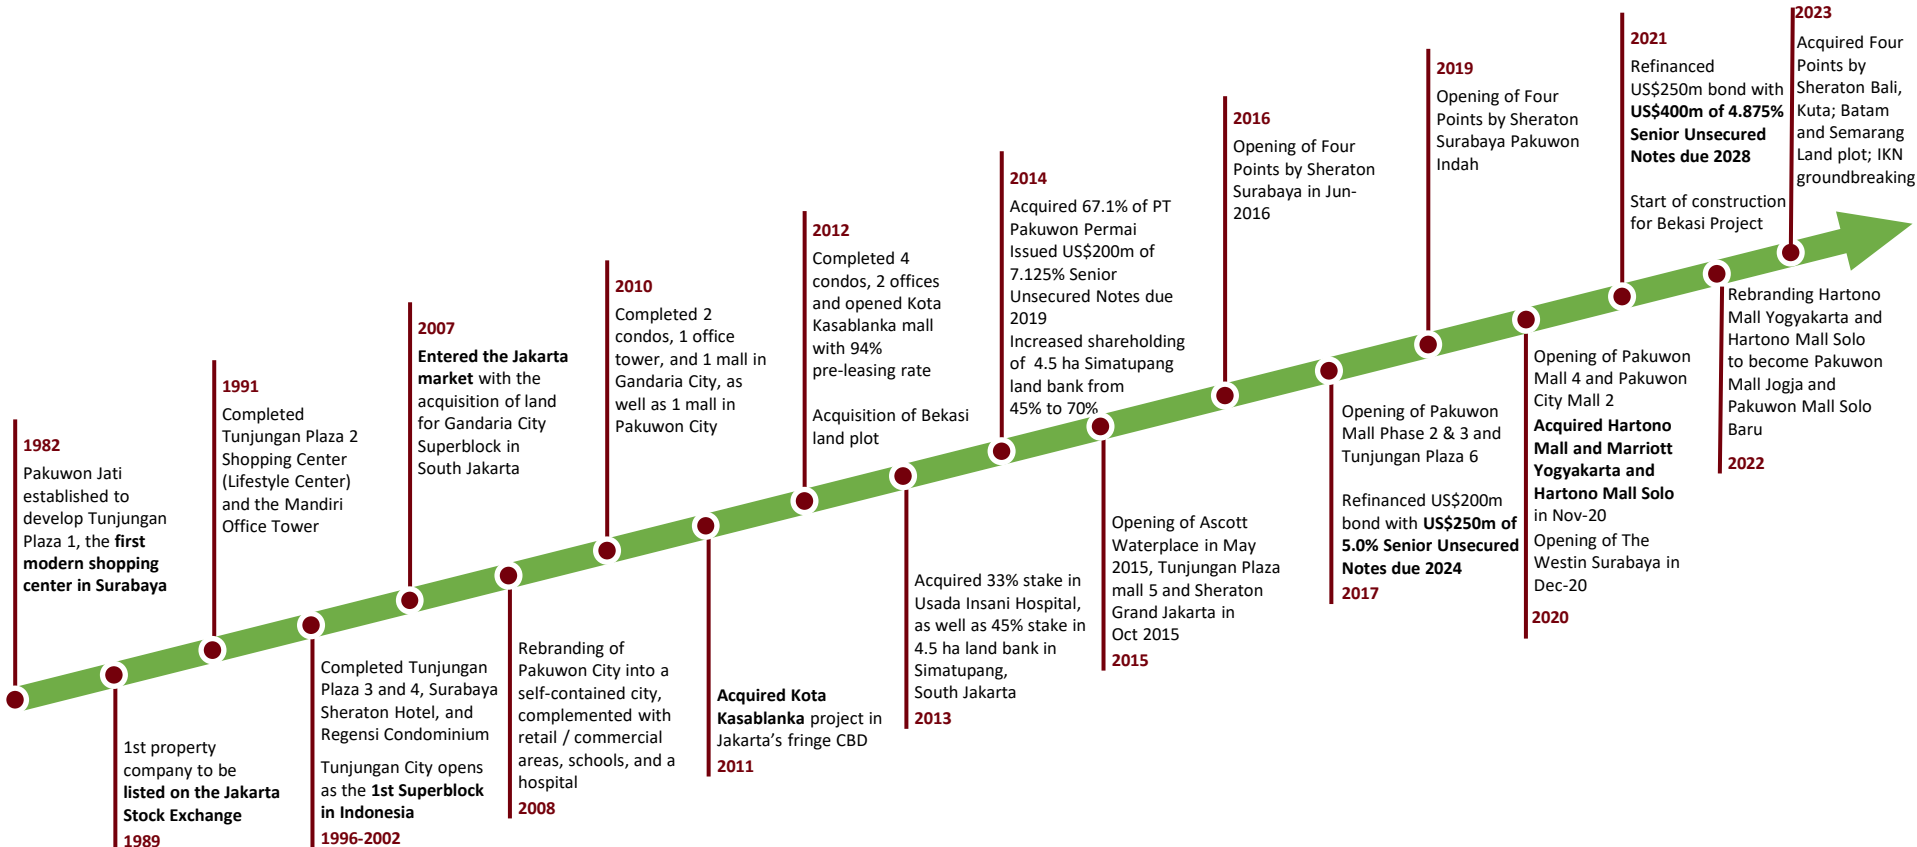 1982
Pakuwon Jati
established to
develop Tunjungan
Plaza 1, the first
modern shopping
center in Surabaya
1st property
company to be
listed on the Jakarta
Stock Exchange
1989
1991
Completed
Tunjungan Plaza 2
Shopping Center
(Lifestyle Center)
and the Mandiri
Office Tower
Completed Tunjungan
Plaza 3 and 4, Surabaya
Sheraton Hotel, and
Regensi Condominium
Tunjungan City opens
as the 1st Superblock
in Indonesia
1996-2002
2007
Entered the Jakarta
market with the
acquisition of land
for Gandaria City
Superblock in
South Jakarta
Rebranding of
Pakuwon City into a
self-contained city,
complemented with
retail / commercial
areas, schools, and a
hospital
2008
2010
Completed 2
condos, 1 office
tower, and 1 mall in
Gandaria City, as
well as 1 mall in
Pakuwon City
Acquired Kota
Kasablanka project in
Jakarta's fringe CBD
2011
2012
Completed 4
condos, 2 offices
and opened Kota
Kasablanka mall
with 94%
pre-leasing rate
Acquisition of Bekasi
land plot
Acquired 33% stake in
Usada Insani Hospital,
as well as 45% stake in
4.5 ha land bank in
Simatupang,
South Jakarta
2013
2014
Acquired 67.1% of PT
Pakuwon Permai
Issued US$200m of
7.125% Senior
Unsecured Notes due
2019
Increased shareholding
of 4.5 ha Simatupang
land bank from
45% to 70%
Opening of Ascott
Waterplace in May
2015, Tunjungan Plaza
mall 5 and Sheraton
Grand Jakarta in
Oct 2015
2015
2016
Opening of Four
Points by Sheraton
Surabaya in Jun-
2016
Opening of Pakuwon
Mall Phase 2 & 3 and
Tunjungan Plaza 6
Refinanced US$200m
bond with US$250m of
5.0% Senior Unsecured
Notes due 2024
2017
2019
Opening of Four
Points by Sheraton
Surabaya Pakuwon
Indah
Opening of Pakuwon
Mall 4 and Pakuwon
City Mall 2
Acquired Hartono
Mall and Marriott
Yogyakarta and
Hartono Mall Solo
in Nov-20
Opening of The
Westin Surabaya in
Dec-20
2020
2021
Refinanced
US$250m bond with
US$400m of 4.875%
Senior Unsecured
Notes due 2028
Start of construction
for Bekasi Project
Rebranding Hartono
Mall Yogyakarta and
Hartono Mall Solo
to become Pakuwon
Mall Jogja and
Pakuwon Mall Solo
Baru
2022
2023
Acquired Four
Points by
Sheraton Bali,
Kuta; Batam
and Semarang
Land plot; IKN
groundbreaking